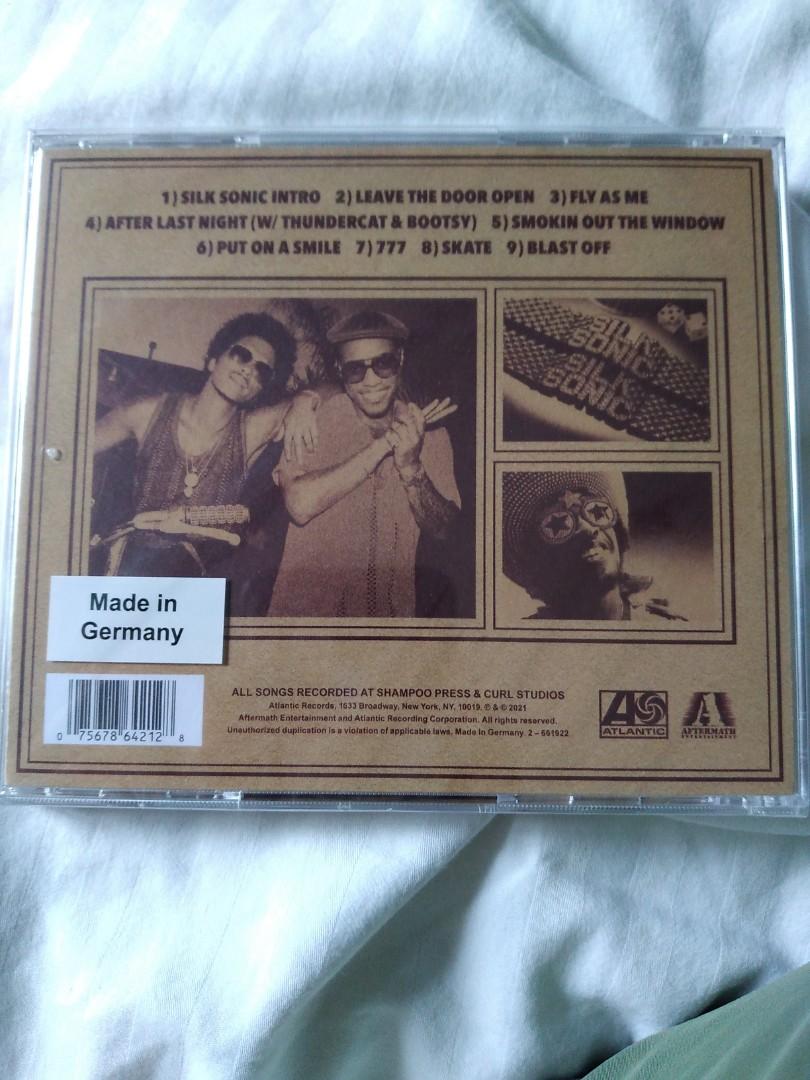 1) SILK SONIC INTRO 2) LEAVE THE DOOR OPEN 3) FLY AS ME
4) AFTER LAST NIGHT (W/ THUNDERCAT & BOOTSY) 5) SMOKIN OUT THE WINDOW
6) PUT ON A SMILE 7) 777 8) SKATE 9) BLAST OFF
SILK
SONIC
SILK
SONIC
Made in
Germany
0 75678 64212 8
ALL SONGS RECORDED AT SHAMPOO PRESS & CURL STUDIOS
Atlantic Records, 1633 Broadway, New York, NY, 10019. ℗ & © 2021
Aftermath Entertainment and Atlantic Recording Corporation. All rights reserved.
Unauthorized duplication is a violation of applicable laws. Made In Germany. 2 – 661922
ATLANTIC
AFTERMATH
ENTERTAINMENT